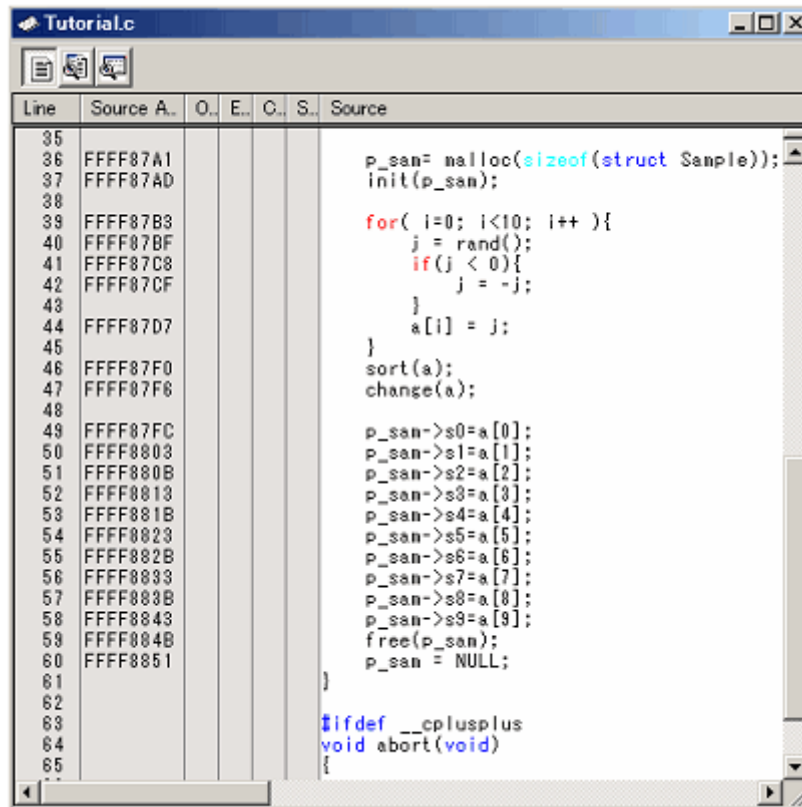 Tutorial.c
Line Source A.. O.. E.. C.. S.. Source
35
36 FFFF87A1 p_sam= malloc(sizeof(struct Sample));
37 FFFF87AD init(p_sam);
38
39 FFFF87B3 for( i=0; i<10; i++ ){
40 FFFF87BF j = rand();
41 FFFF87C8 if(j < 0){
42 FFFF87CF j = -j;
43 }
44 FFFF87D7 a[i] = j;
45 }
46 FFFF87F0 sort(a);
47 FFFF87F6 change(a);
48
49 FFFF87FC p_sam->s0=a[0];
50 FFFF8803 p_sam->s1=a[1];
51 FFFF880B p_sam->s2=a[2];
52 FFFF8813 p_sam->s3=a[3];
53 FFFF881B p_sam->s4=a[4];
54 FFFF8823 p_sam->s5=a[5];
55 FFFF882B p_sam->s6=a[6];
56 FFFF8833 p_sam->s7=a[7];
57 FFFF883B p_sam->s8=a[8];
58 FFFF8843 p_sam->s9=a[9];
59 FFFF884B free(p_sam);
60 FFFF8851 p_sam = NULL;
61 }
62
63 #ifdef __cplusplus
64 void abort(void)
65 {